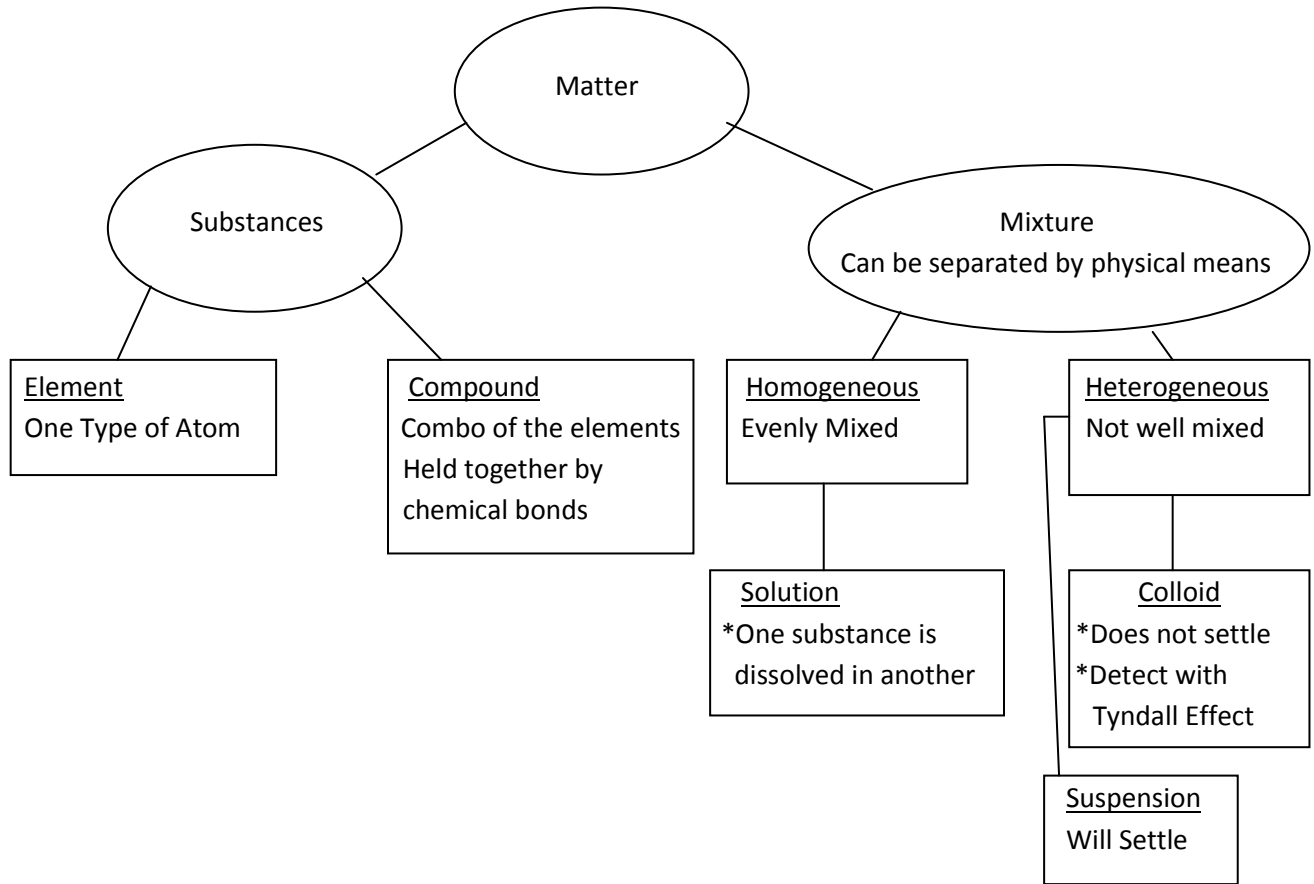 Matter
Substances
Mixture
Can be separated by physical means
Element
One Type of Atom
Compound
Combo of the elements
Held together by
chemical bonds
Homogeneous
Evenly Mixed
Heterogeneous
Not well mixed
Solution
*One substance is
dissolved in another
Colloid
*Does not settle
*Detect with
Tyndall Effect
Suspension
Will Settle